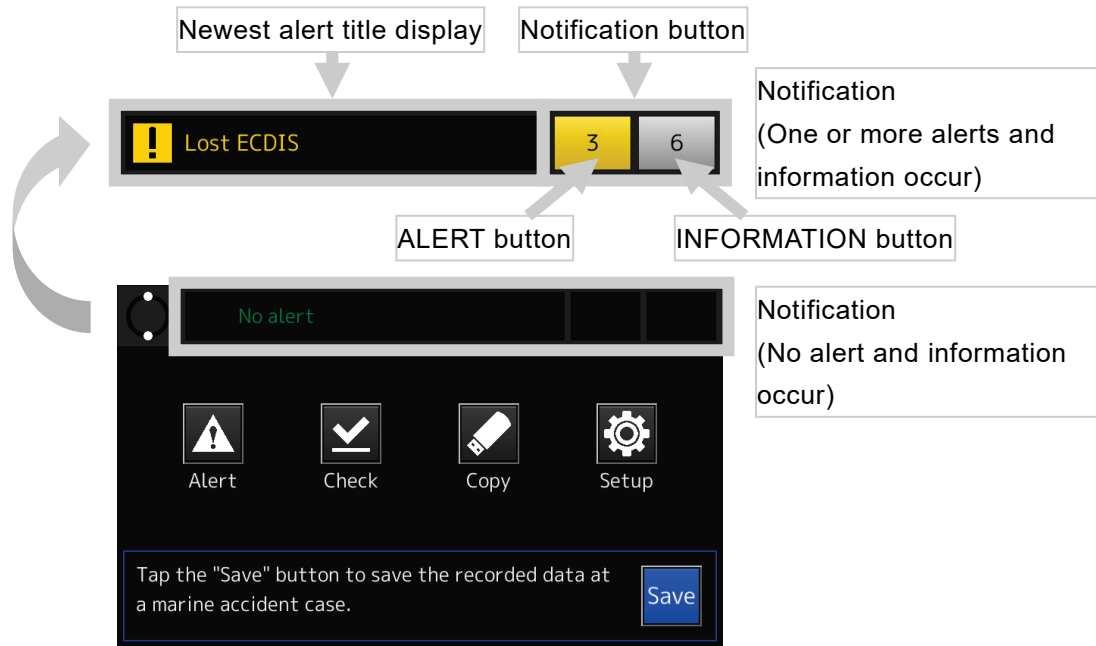 Newest alert title display
Notification button
Lost ECDIS
3
6
Notification
(One or more alerts and
information occur)
ALERT button
INFORMATION button
No alert
Notification
(No alert and information
occur)
Alert
Check
Copy
Setup
Tap the "Save" button to save the recorded data at
a marine accident case.
Save